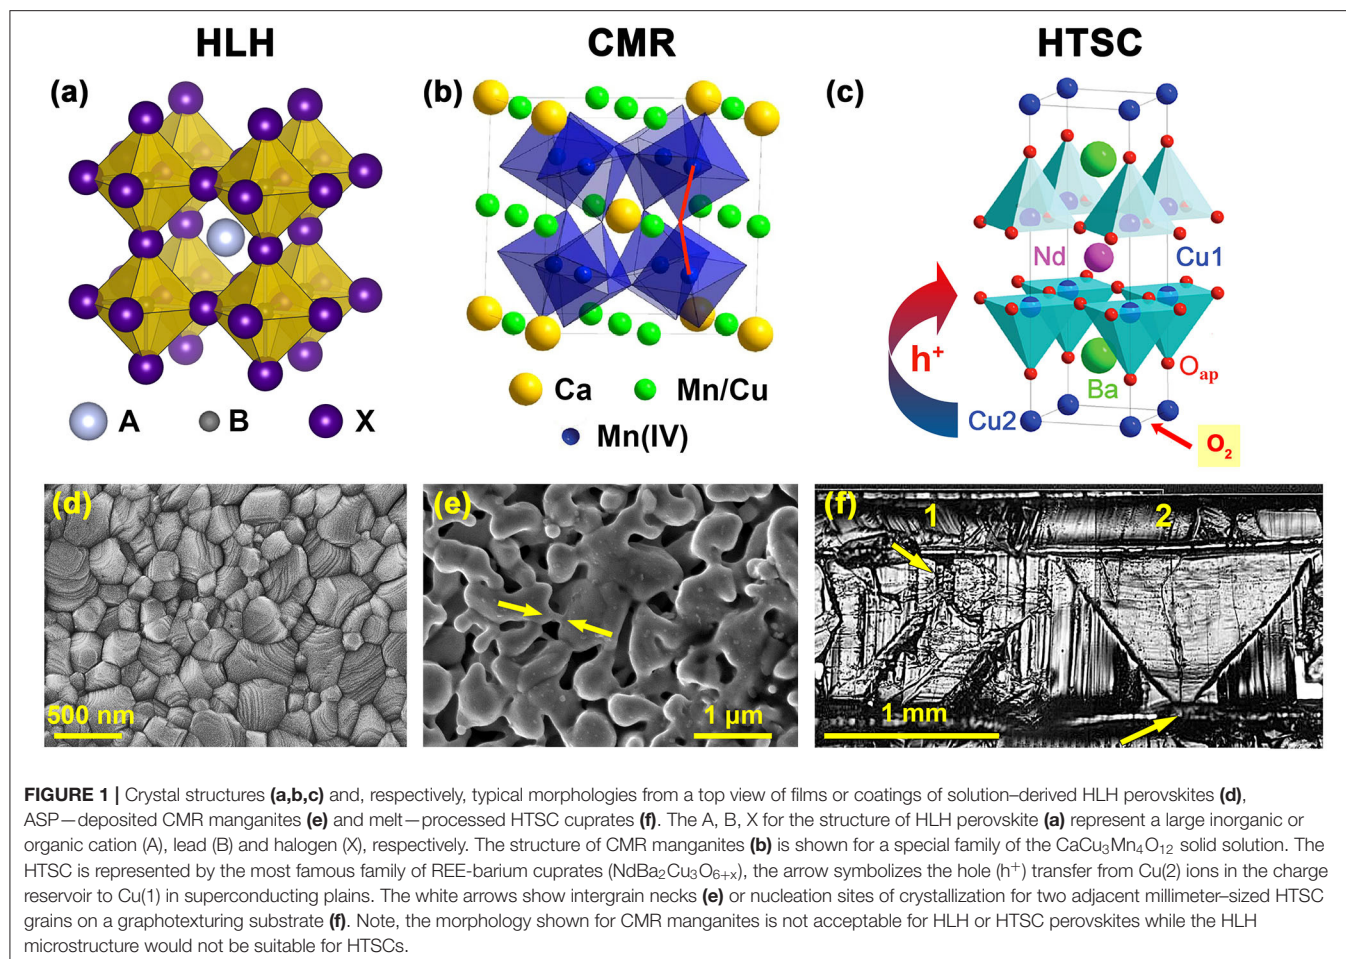 HLH
CMR
HTSC
(a)
(b)
(c)
Nd
Cu1
h⁺
O_ap
Ba
Cu2
O₂
A
B
X
Ca
Mn/Cu
Mn(IV)
(d)
(e)
(f)
1
2
500 nm
1 µm
1 mm
FIGURE 1 | Crystal structures (a,b,c) and, respectively, typical morphologies from a top view of films or coatings of solution–derived HLH perovskites (d),
ASP—deposited CMR manganites (e) and melt—processed HTSC cuprates (f). The A, B, X for the structure of HLH perovskite (a) represent a large inorganic or
organic cation (A), lead (B) and halogen (X), respectively. The structure of CMR manganites (b) is shown for a special family of the CaCu₃Mn₄O₁₂ solid solution. The
HTSC is represented by the most famous family of REE-barium cuprates (NdBa₂Cu₃O₆₊ₓ), the arrow symbolizes the hole (h⁺) transfer from Cu(2) ions in the charge
reservoir to Cu(1) in superconducting plains. The white arrows show intergrain necks (e) or nucleation sites of crystallization for two adjacent millimeter–sized HTSC
grains on a graphotexturing substrate (f). Note, the morphology shown for CMR manganites is not acceptable for HLH or HTSC perovskites while the HLH
microstructure would not be suitable for HTSCs.